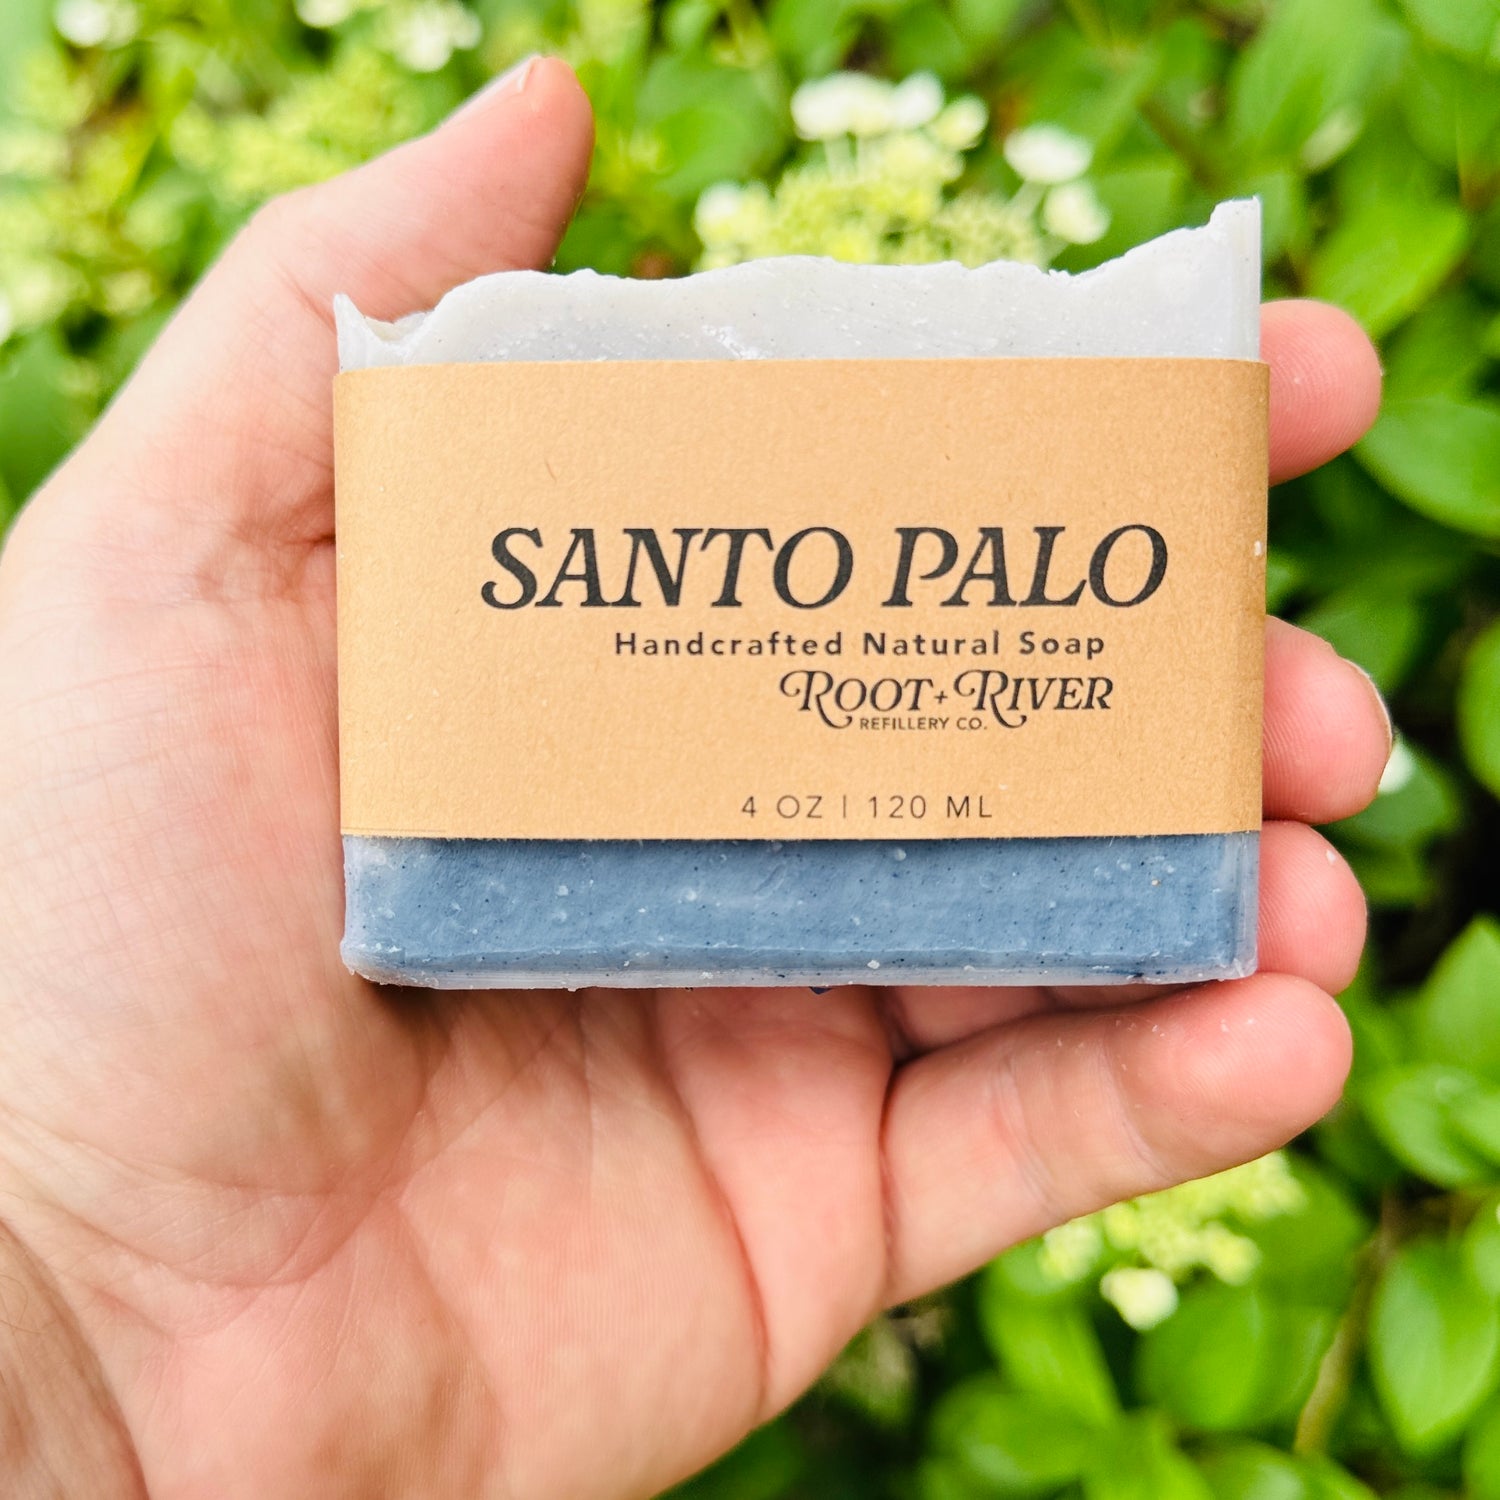 SANTO PALO
Handcrafted Natural Soap
ROOT + RIVER
REFILLERY CO.
4 OZ | 120 ML